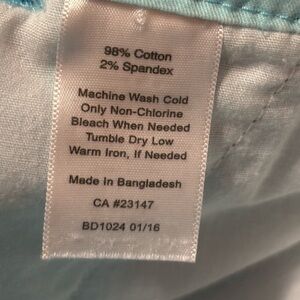 98% Cotton
2% Spandex
Machine Wash Cold
Only Non-Chlorine
Bleach When Needed
Tumble Dry Low
Warm Iron, If Needed
Made in Bangladesh
CA #23147
BD1024 01/16